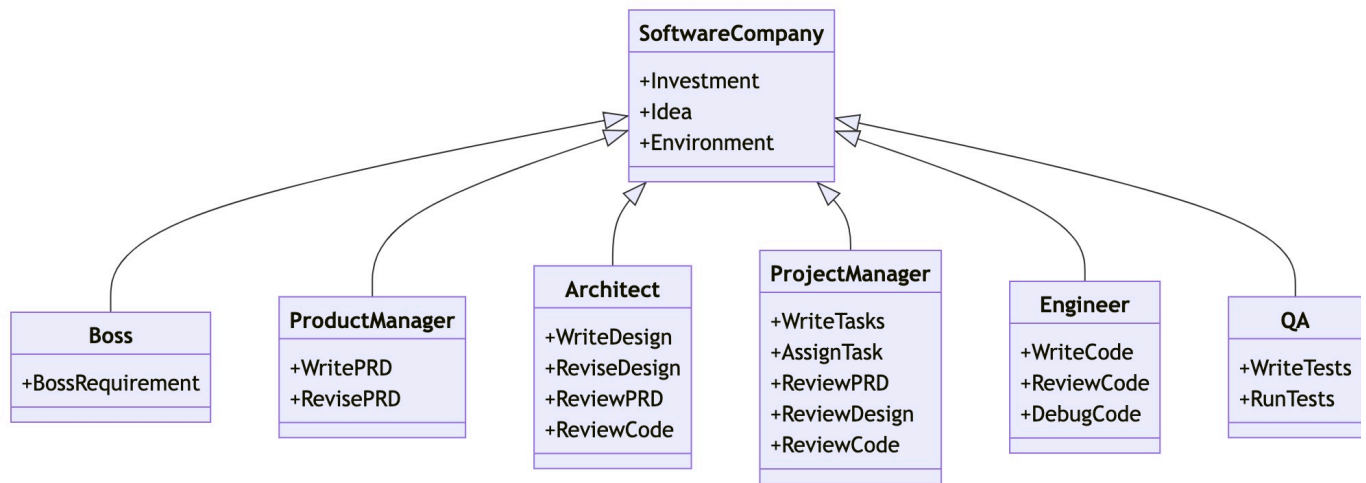 SoftwareCompany
+Investment
+Idea
+Environment
Boss
+BossRequirement
ProductManager
+WritePRD
+RevisePRD
Architect
+WriteDesign
+ReviseDesign
+ReviewPRD
+ReviewCode
ProjectManager
+WriteTasks
+AssignTask
+ReviewPRD
+ReviewDesign
+ReviewCode
Engineer
+WriteCode
+ReviewCode
+DebugCode
QA
+WriteTests
+RunTests